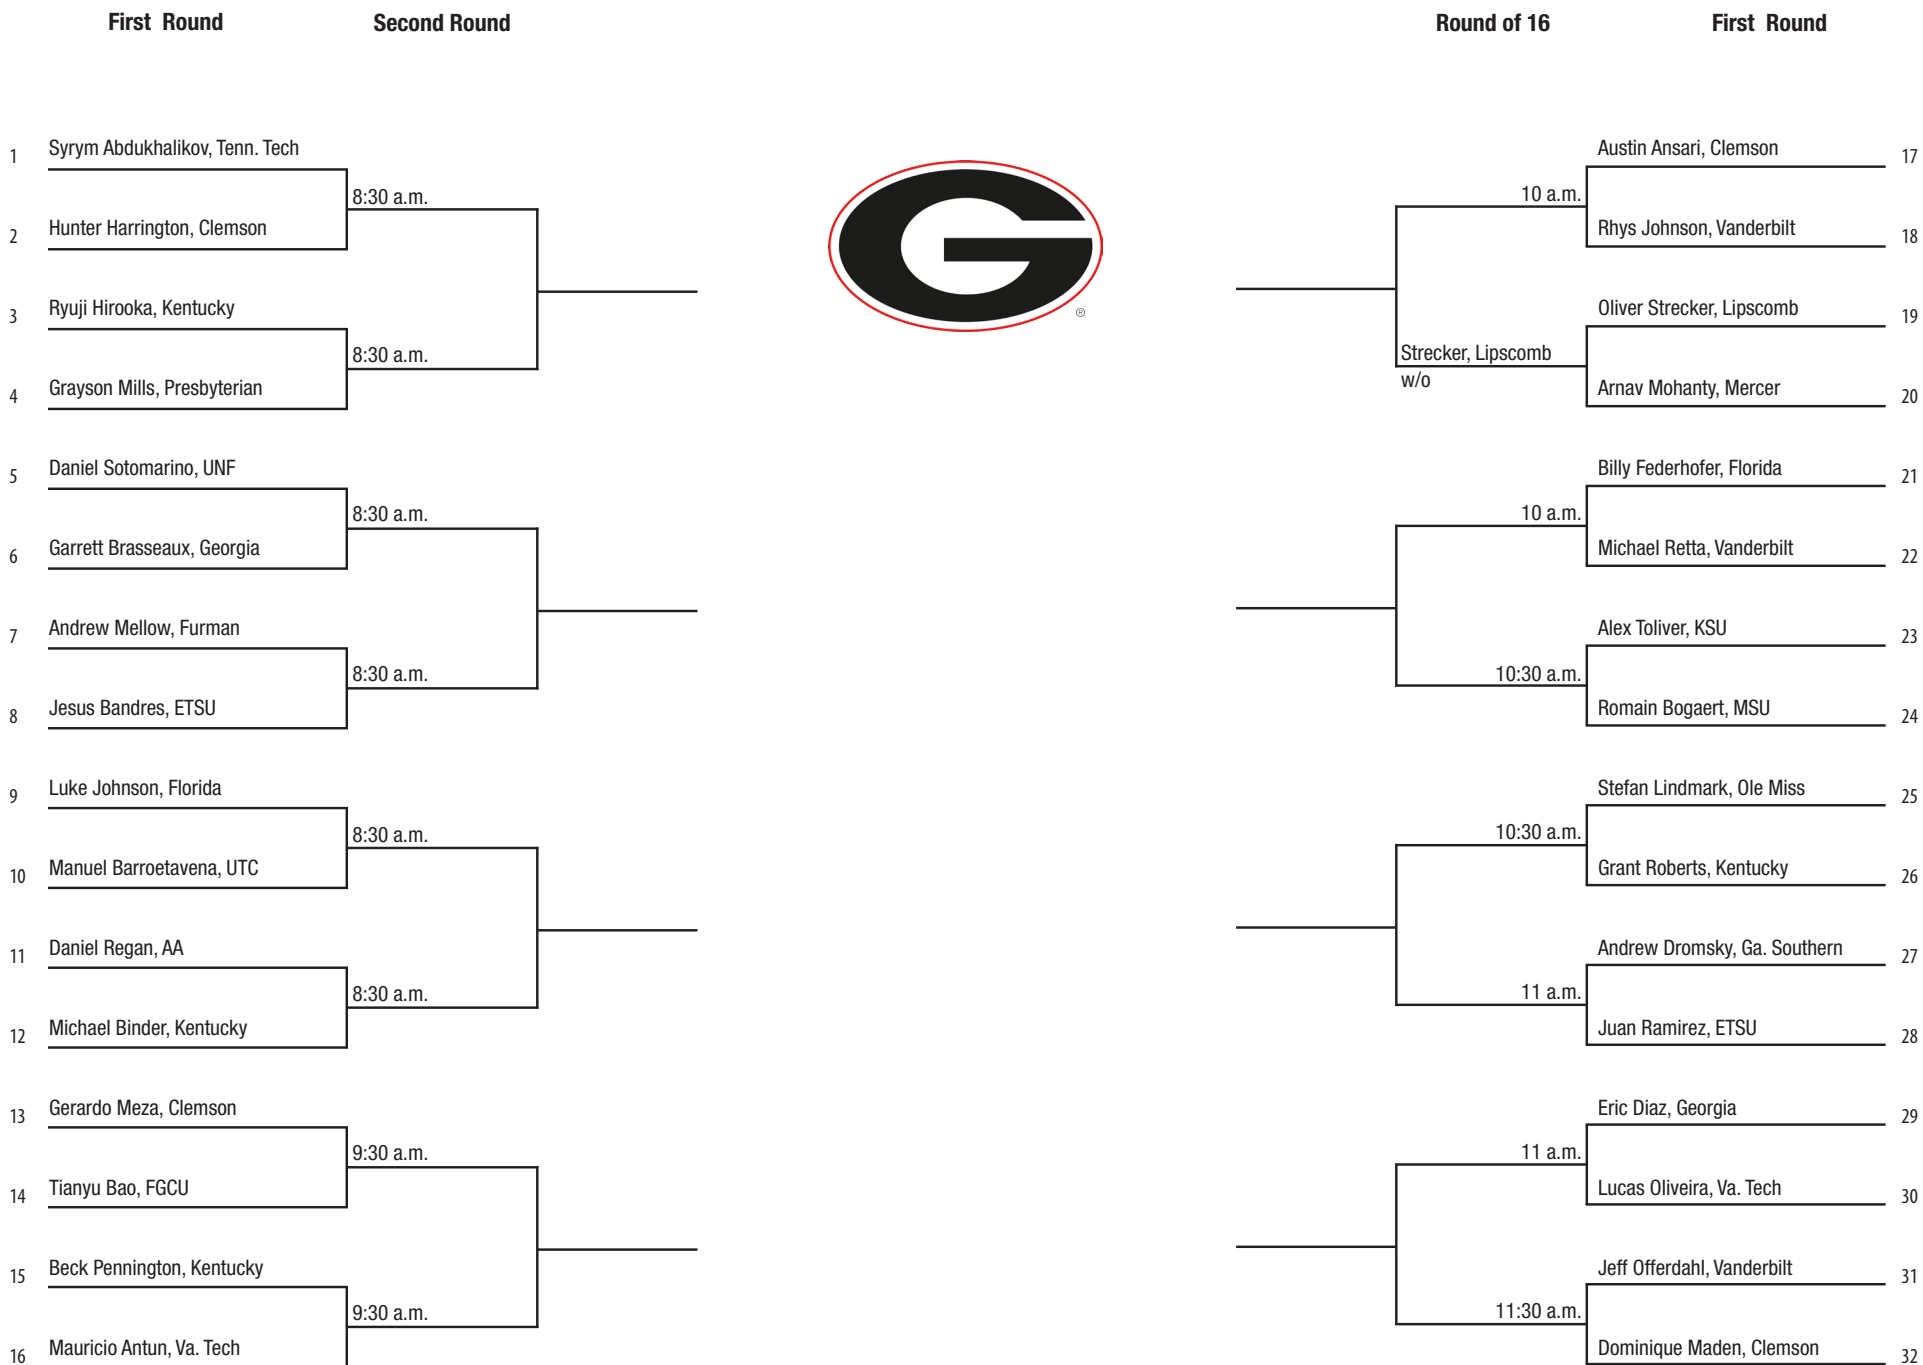 First Round
Second Round
Round of 16
First Round
1 Syrym Abdukhalikov, Tenn. Tech
8:30 a.m.
2 Hunter Harrington, Clemson
3 Ryuji Hirooka, Kentucky
8:30 a.m.
4 Grayson Mills, Presbyterian
5 Daniel Sotomarino, UNF
8:30 a.m.
6 Garrett Brasseaux, Georgia
7 Andrew Mellow, Furman
8:30 a.m.
8 Jesus Bandres, ETSU
9 Luke Johnson, Florida
8:30 a.m.
10 Manuel Barroetavena, UTC
11 Daniel Regan, AA
8:30 a.m.
12 Michael Binder, Kentucky
13 Gerardo Meza, Clemson
9:30 a.m.
14 Tianyu Bao, FGCU
15 Beck Pennington, Kentucky
9:30 a.m.
16 Mauricio Antun, Va. Tech
G
®
Austin Ansari, Clemson 17
10 a.m.
Rhys Johnson, Vanderbilt 18
Oliver Strecker, Lipscomb 19
Strecker, Lipscomb
w/o
Arnav Mohanty, Mercer 20
Billy Federhofer, Florida 21
10 a.m.
Michael Retta, Vanderbilt 22
Alex Toliver, KSU 23
10:30 a.m.
Romain Bogaert, MSU 24
Stefan Lindmark, Ole Miss 25
10:30 a.m.
Grant Roberts, Kentucky 26
Andrew Dromsky, Ga. Southern 27
11 a.m.
Juan Ramirez, ETSU 28
Eric Diaz, Georgia 29
11 a.m.
Lucas Oliveira, Va. Tech 30
Jeff Offerdahl, Vanderbilt 31
11:30 a.m.
Dominique Maden, Clemson 32